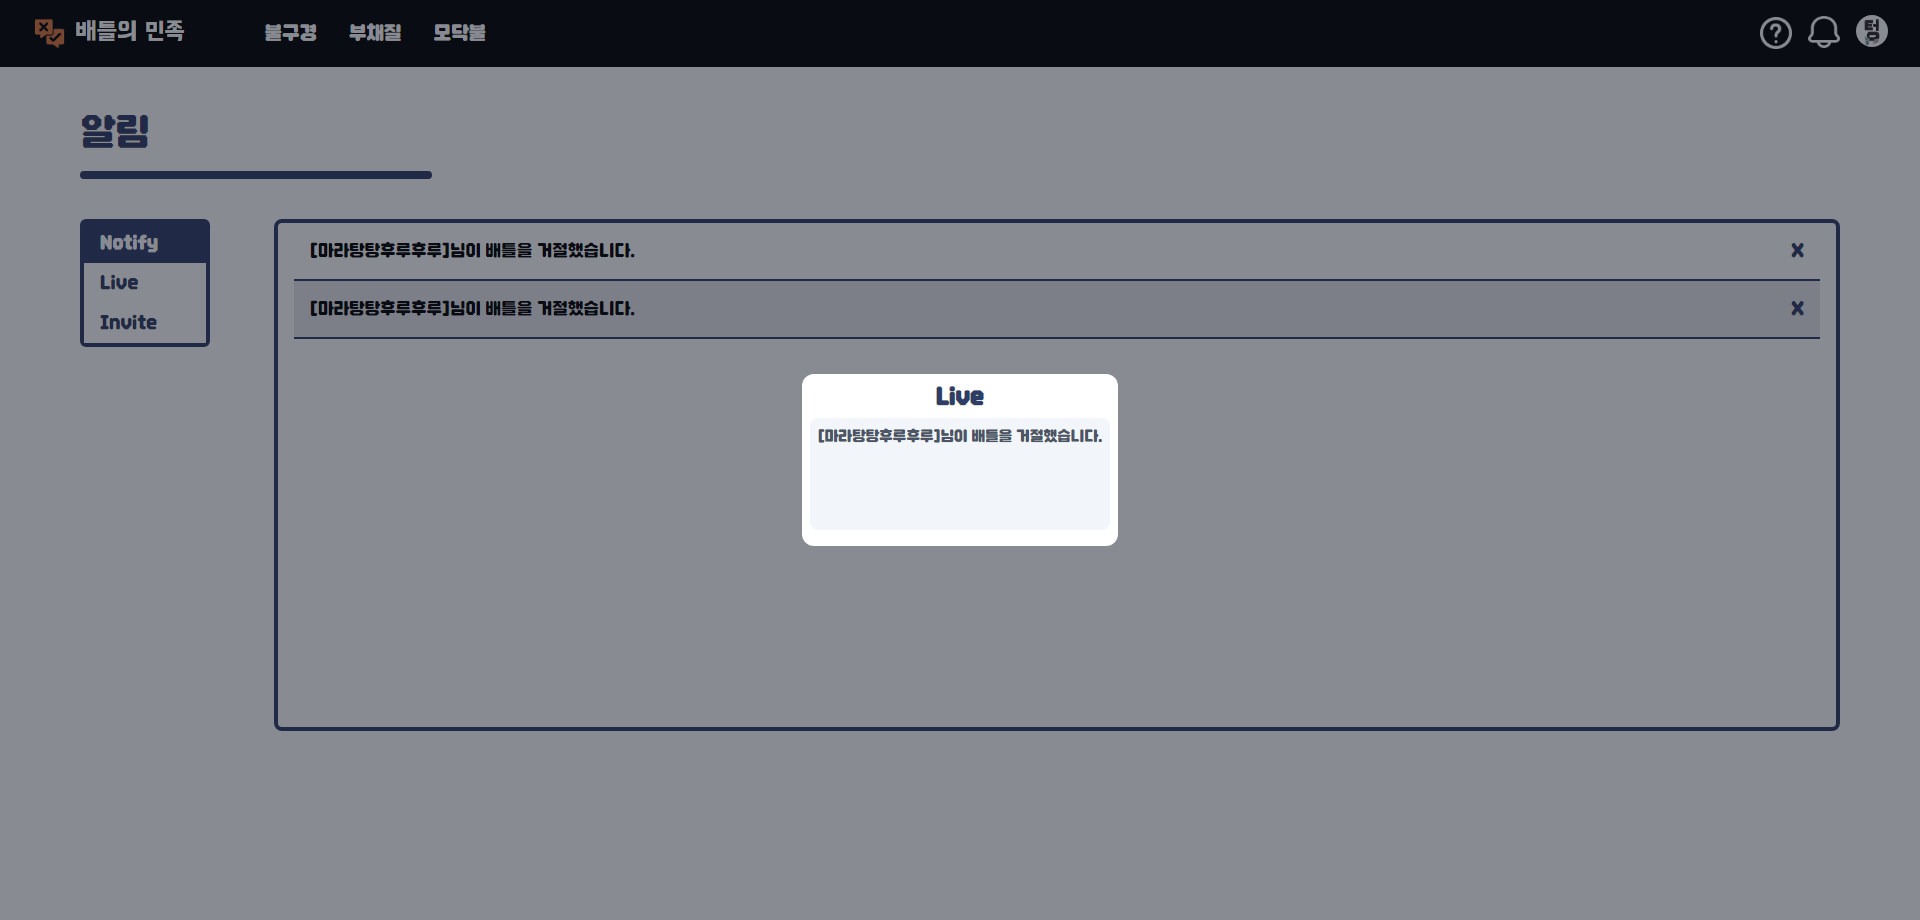 배틀의 민족
불구경
부채질
모닥불
?
텅
알림
Notify
Live
Invite
[마라탕탕후루후루]님이 배틀을 거절했습니다.
X
[마라탕탕후루후루]님이 배틀을 거절했습니다.
X
Live
[마라탕탕후루후루]님이 배틀을 거절했습니다.